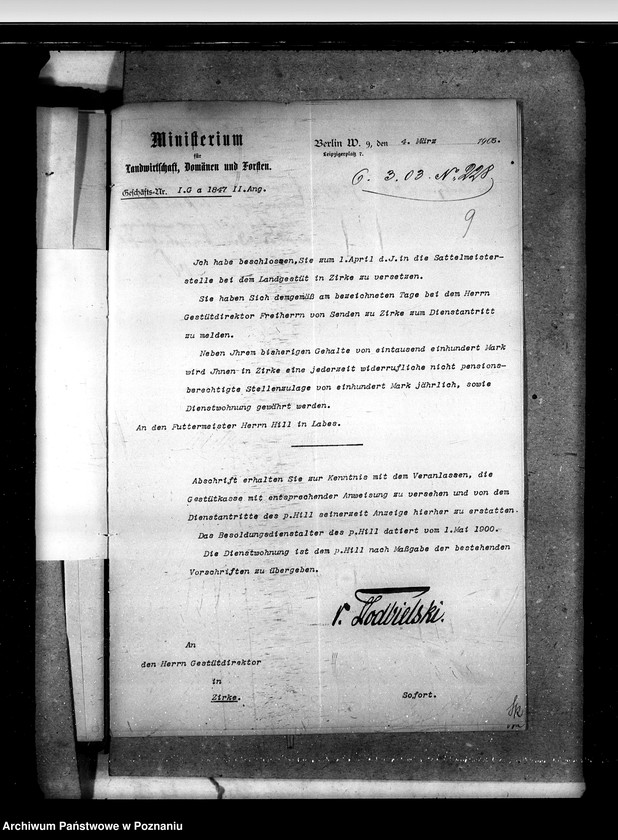 Ministerium
für
Landwirtschaft, Domänen und Forsten.
Geschäfts-Nr. I.G a 1847 II.Ang.
Berlin W. 9, den 4. März 1903.
Leipzigerplatz 7.
6. 3. 03. No 228
9
Jch habe beschlossen, Sie zum 1.April d.J.in die Sattelmeister-
stelle bei dem Landgestüt in Zirke zu versetzen.
Sie haben Sich demgemäß am bezeichneten Tage bei dem Herrn
Gestütdirektor Freiherrn von Senden zu Zirke zum Dienstantritt
zu melden.
Neben Jhrem bisherigen Gehalte von eintausend einhundert Mark
wird Jhnen in Zirke eine jederzeit widerrufliche nicht pensions-
berechtigte Stellenzulage von einhundert Mark jährlich, sowie
Dienstwohnung gewährt werden.
An den Futtermeister Herrn Hill in Labes.
Abschrift erhalten Sie zur Kenntnis mit dem Veranlassen, die
Gestütkasse mit entsprechender Anweisung zu versehen und von dem
Dienstantritte des p.Hill seinerzeit Anzeige hierher zu erstatten.
Das Besoldungsdienstalter des p.Hill datiert vom 1.Mai 1900.
Die Dienstwohnung ist dem p.Hill nach Maßgabe der bestehenden
Vorschriften zu übergeben.
v. Podbielski.
An
den Herrn Gestütdirektor
in
Zirke.
Sofort.
Archiwum Państwowe w Poznaniu